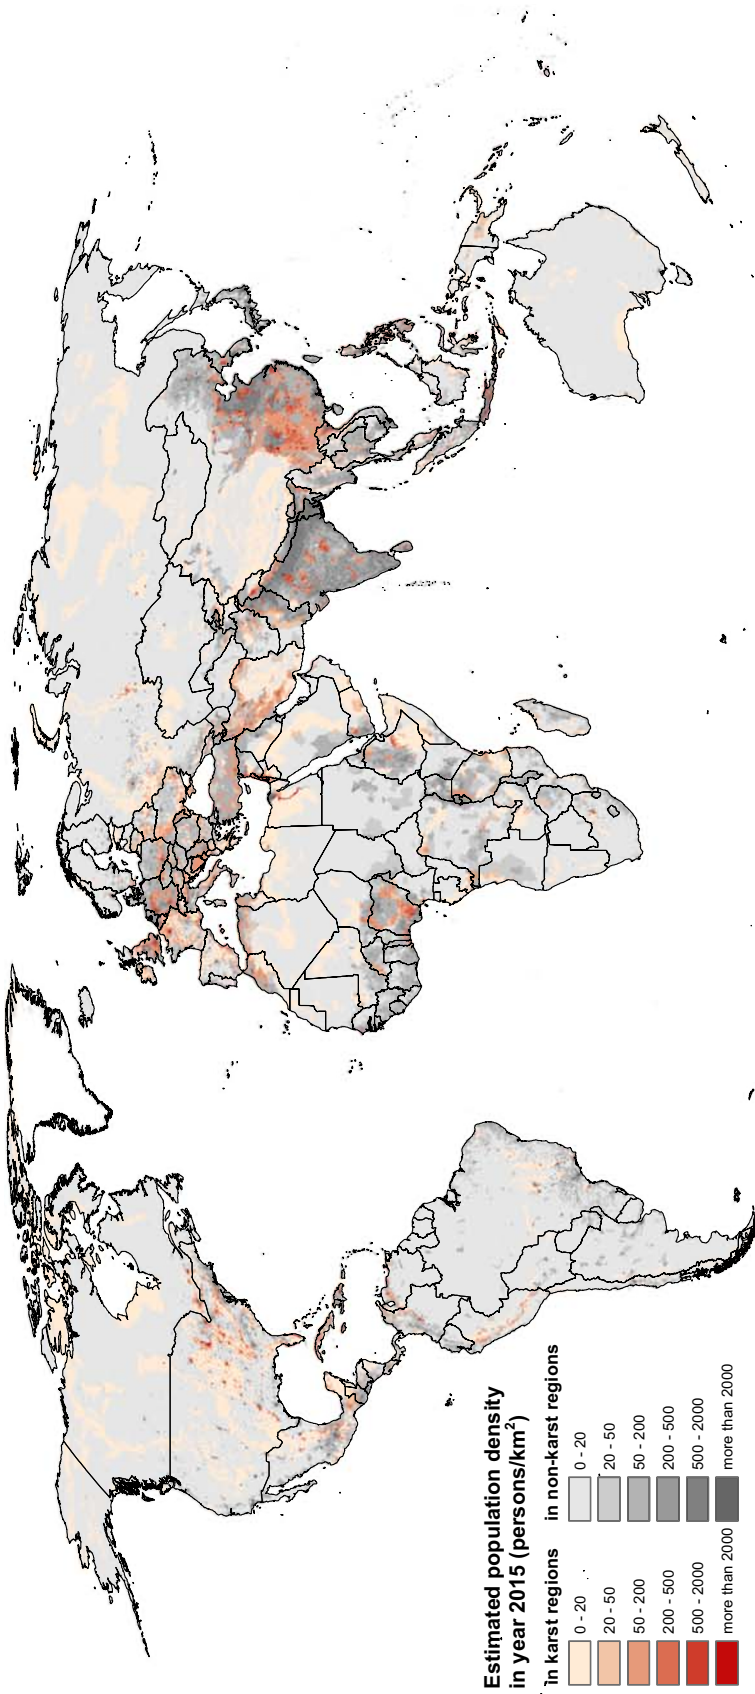 Estimated population density
in year 2015 (persons/km²)
in karst regions
0 - 20
20 - 50
50 - 200
200 - 500
500 - 2000
more than 2000
in non-karst regions
0 - 20
20 - 50
50 - 200
200 - 500
500 - 2000
more than 2000